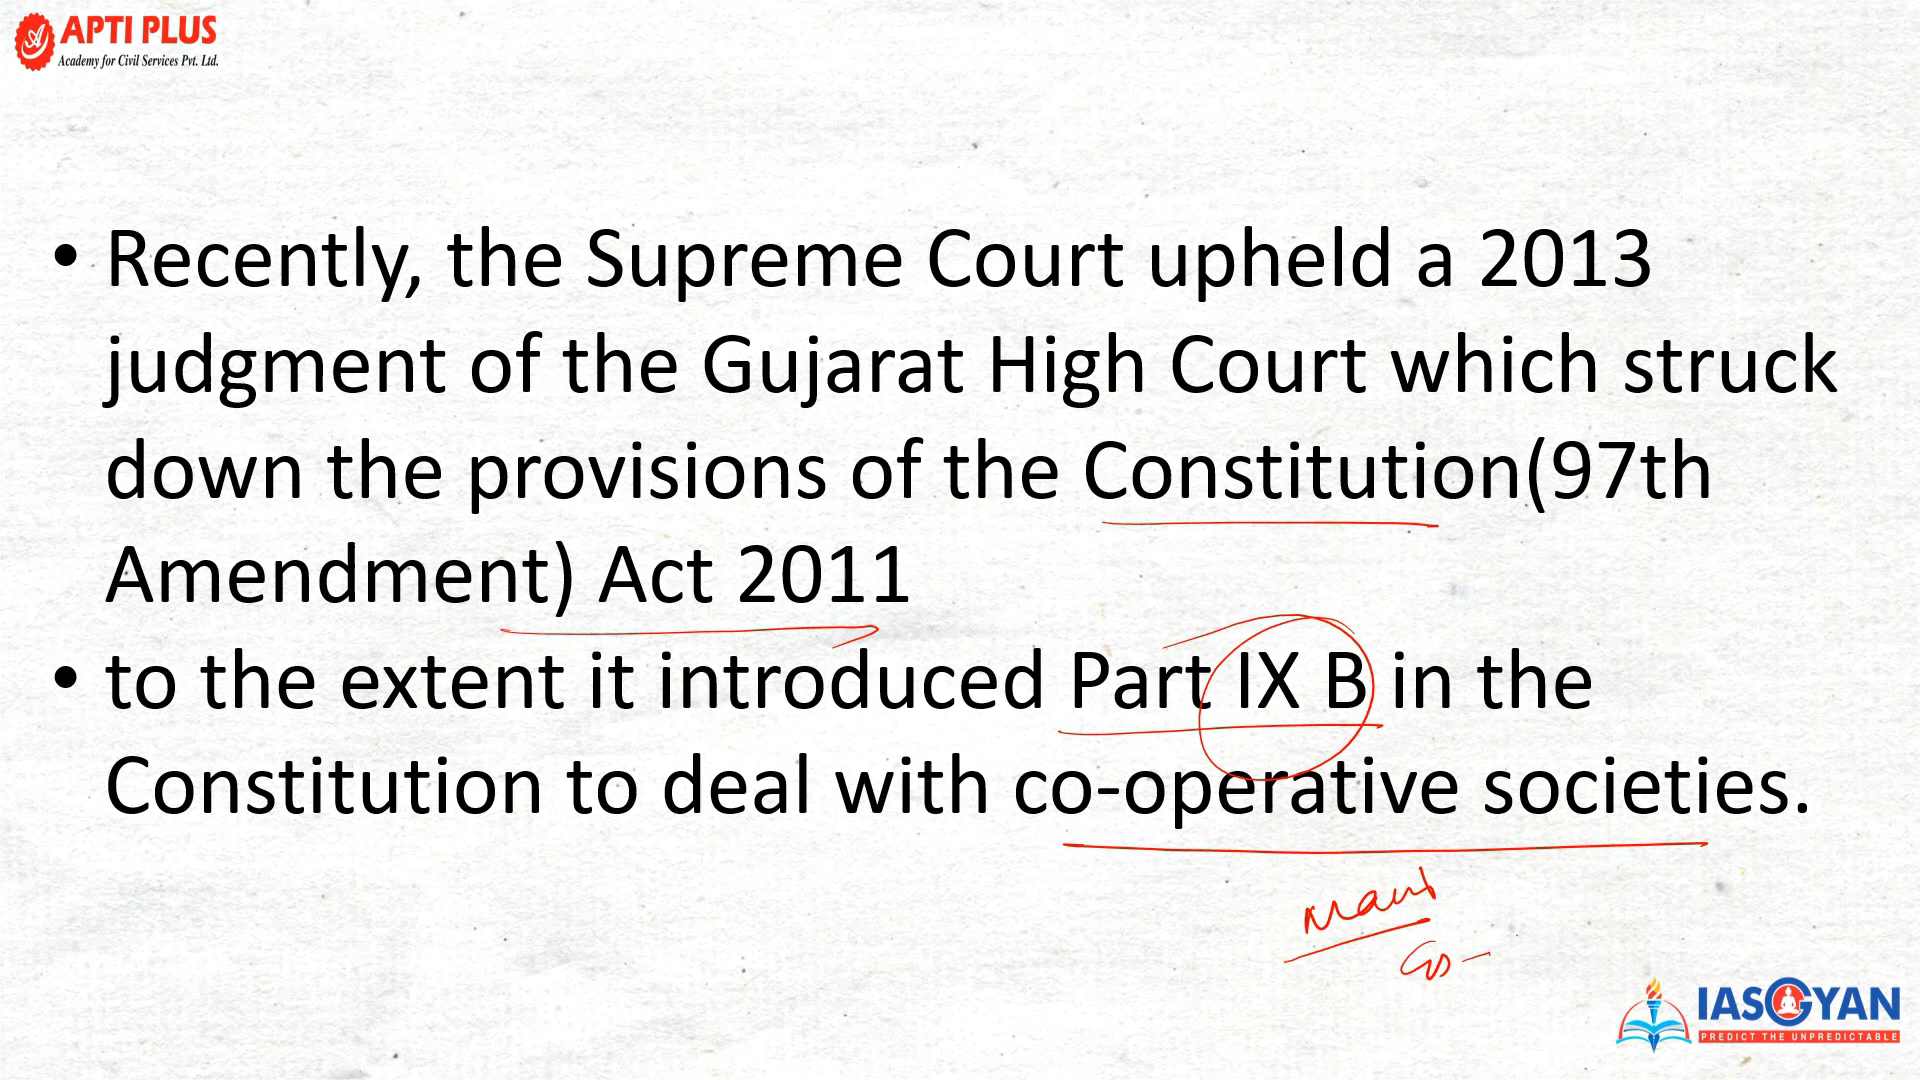 APTI PLUS
Academy for Civil Services Pvt. Ltd.
• Recently, the Supreme Court upheld a 2013
judgment of the Gujarat High Court which struck
down the provisions of the Constitution(97th
Amendment) Act 2011
• to the extent it introduced Part IX B in the
Constitution to deal with co-operative societies.
IASGYAN
PREDICT THE UNPREDICTABLE